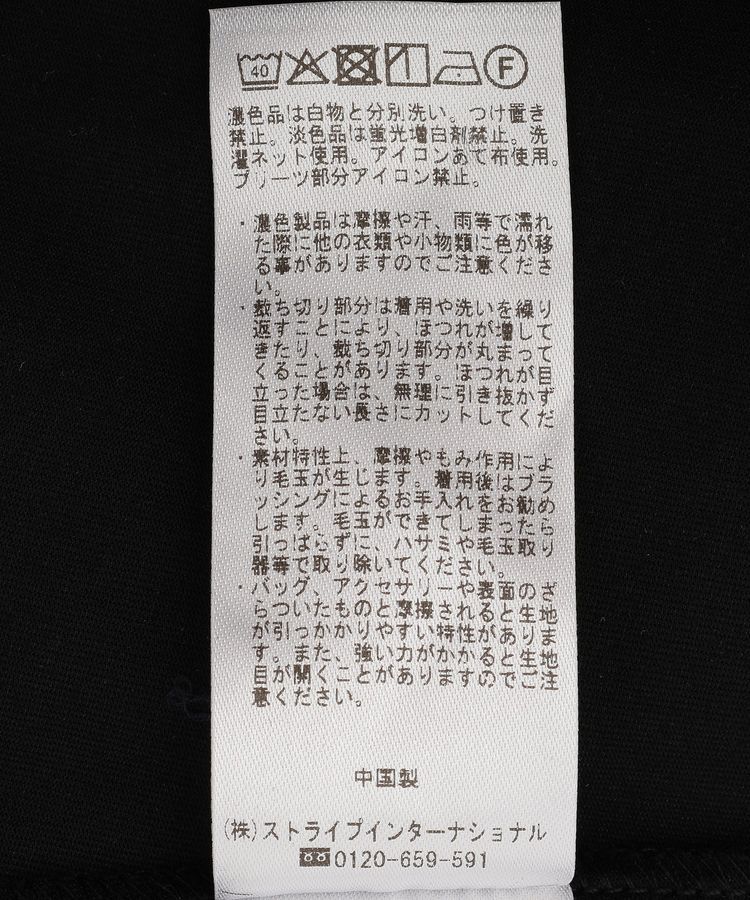 40 F
濃色品は白物と分別洗い。つけ置き
禁止。淡色品は蛍光増白剤禁止。洗
濯ネット使用。アイロンあて布使用。
プリーツ部分アイロン禁止。
・濃色製品は摩擦や汗、雨等で濡れ
た際に他の衣類や小物類に色が移
る事がありますのでご注意くださ
い。
・裁ち切り部分は着用や洗いを繰り
返すことにより、ほつれが増して
きたり、裁ち切り部分が丸まって
くることがあります。ほつれが目
立った場合は、無理に引き抜かず
目立たない長さにカットしてくだ
さい。
・素材特性上、摩擦やもみ作用によ
り毛玉が生じます。着用後はブラ
ッシングによるお手入れをお勧め
します。毛玉ができてしまったら
引っぱらずに、ハサミや毛玉取り
器等で取り除いてください。
・バッグ、アクセサリーや表面のざ
らついたものと摩擦されると生地
が引っかかりやすい特性がありま
す。また、強い力がかかると生地
目が開くことがありますのでご注
意ください。
中国製
(株)ストライプインターナショナル
0120-659-591